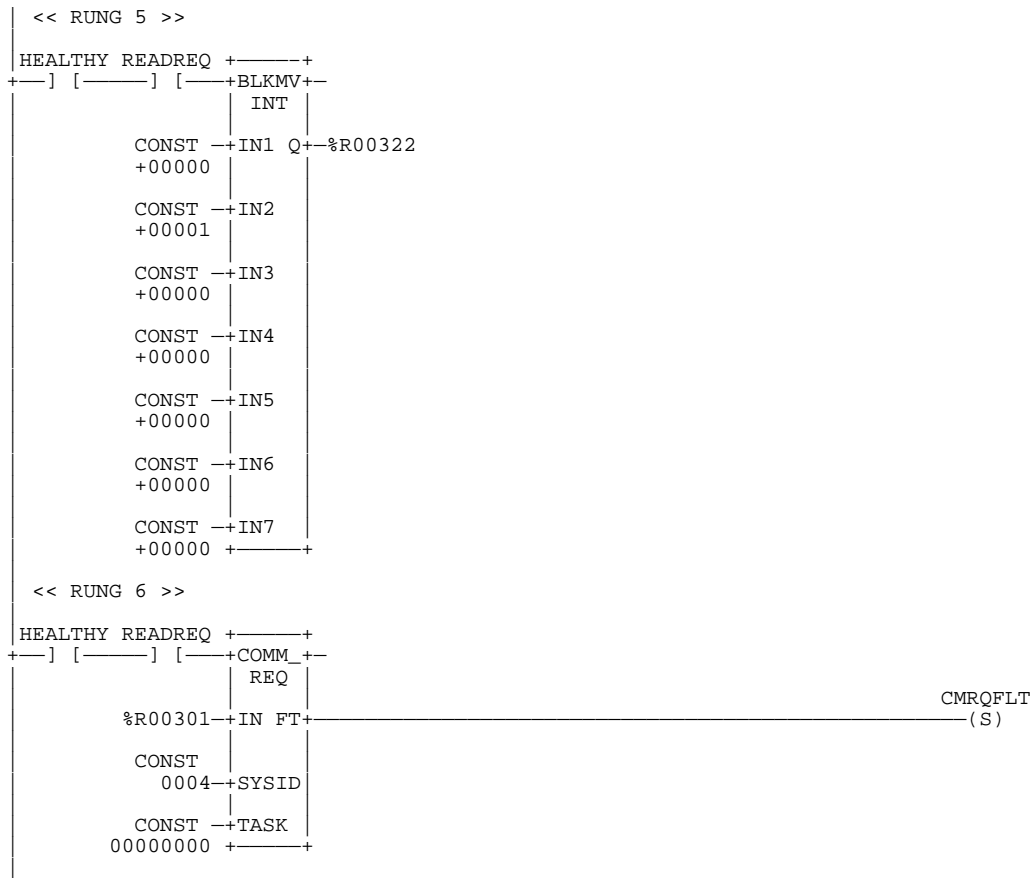 << RUNG 5 >>
HEALTHY READREQ
BLKMV
INT
CONST IN1 Q %R00322
+00000
CONST IN2
+00001
CONST IN3
+00000
CONST IN4
+00000
CONST IN5
+00000
CONST IN6
+00000
CONST IN7
+00000
<< RUNG 6 >>
HEALTHY READREQ
COMM_
REQ
CMRQFLT
%R00301 IN FT (S)
CONST
0004 SYSID
CONST TASK
00000000